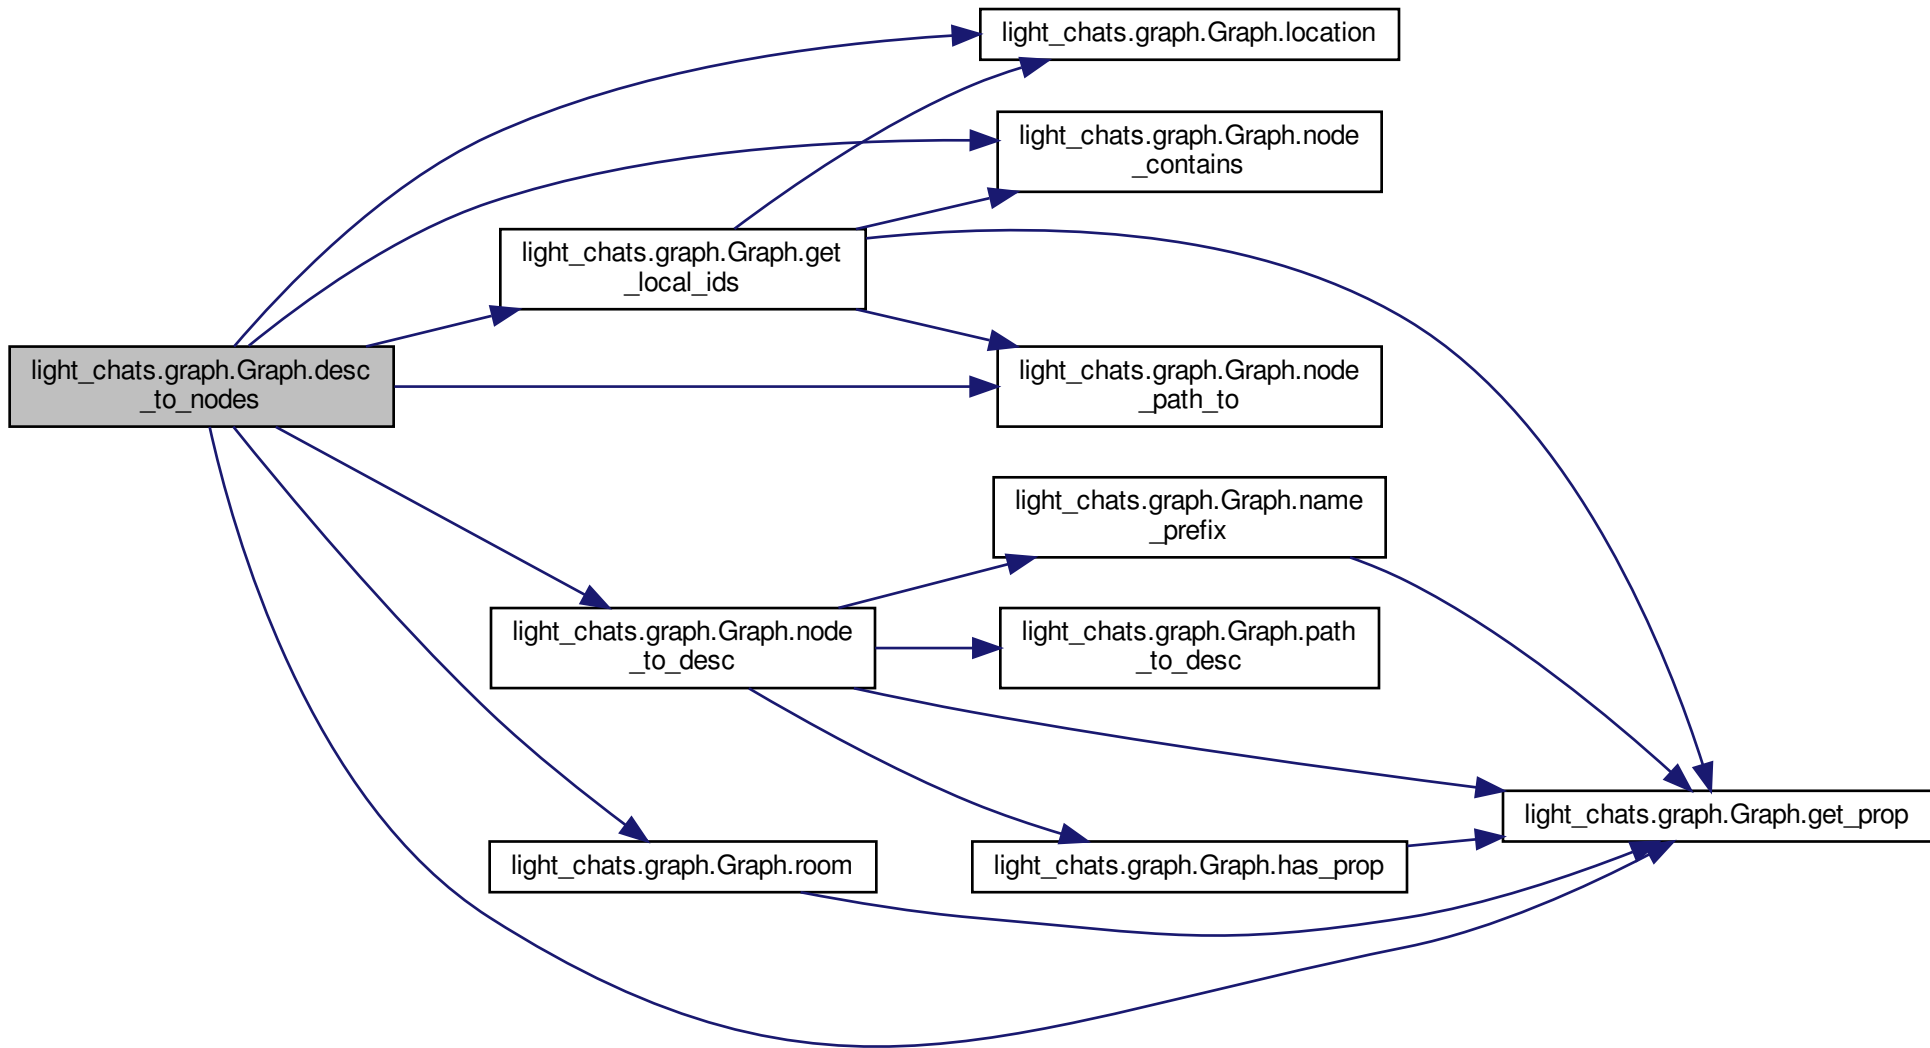 light_chats.graph.Graph.location
light_chats.graph.Graph.node
_contains
light_chats.graph.Graph.get
_local_ids
light_chats.graph.Graph.desc
_to_nodes
light_chats.graph.Graph.node
_path_to
light_chats.graph.Graph.name
_prefix
light_chats.graph.Graph.node
_to_desc
light_chats.graph.Graph.path
_to_desc
light_chats.graph.Graph.get_prop
light_chats.graph.Graph.room
light_chats.graph.Graph.has_prop